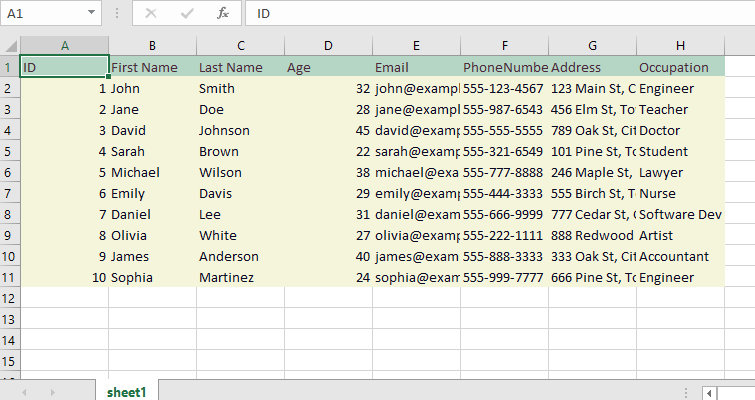 A1 fx ID
A B C D E F G H
1 ID First Name Last Name Age Email PhoneNumbe Address Occupation
2 1 John Smith 32 john@exampl 555-123-4567 123 Main St, C Engineer
3 2 Jane Doe 28 jane@exampl 555-987-6543 456 Elm St, To Teacher
4 3 David Johnson 45 david@exam 555-555-5555 789 Oak St, Cit Doctor
5 4 Sarah Brown 22 sarah@exam 555-321-6549 101 Pine St, To Student
6 5 Michael Wilson 38 michael@exa 555-777-8888 246 Maple St, Lawyer
7 6 Emily Davis 29 emily@examp 555-444-3333 555 Birch St, T Nurse
8 7 Daniel Lee 31 daniel@exam 555-666-9999 777 Cedar St, Software Dev
9 8 Olivia White 27 olivia@exam 555-222-1111 888 Redwood Artist
10 9 James Anderson 40 james@exam 555-888-3333 333 Oak St, Cit Accountant
11 10 Sophia Martinez 24 sophia@exam 555-999-7777 666 Pine St, To Engineer
12
13
14
15
sheet1